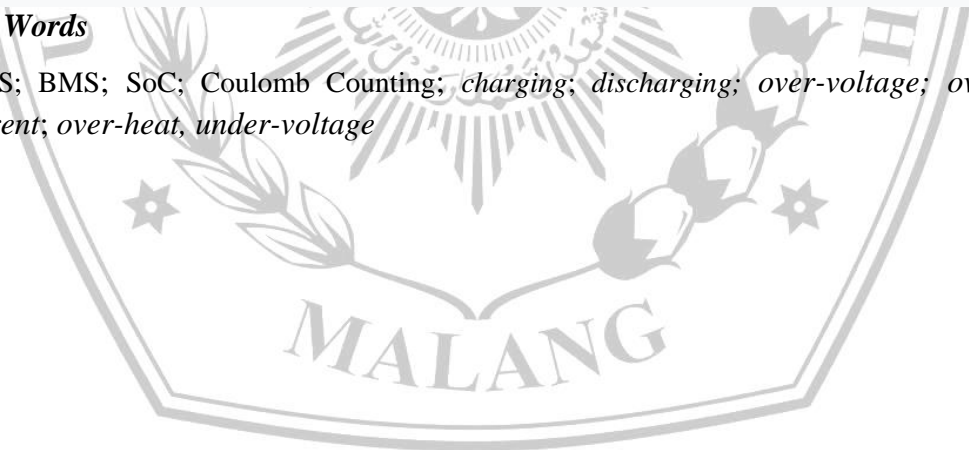 Words
S; BMS; SoC; Coulomb Counting; charging; discharging; over-voltage; ov
rent; over-heat, under-voltage
H
MALANG